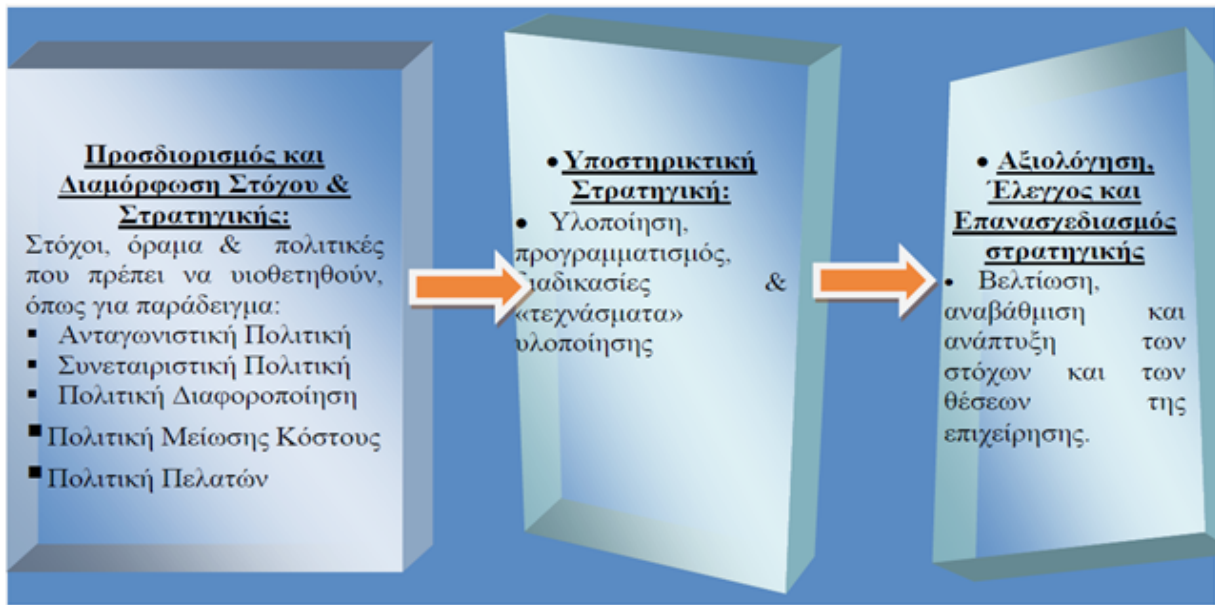 Προσδιορισμός και
Διαμόρφωση Στόχου &
Στρατηγικής:
Στόχοι, όραμα & πολιτικές
που πρέπει να υιοθετηθούν,
όπως για παράδειγμα:
▪ Ανταγωνιστική Πολιτική
▪ Συνεταιριστική Πολιτική
▪ Πολιτική Διαφοροποίηση
▪ Πολιτική Μείωσης Κόστους
▪ Πολιτική Πελατών
• Υποστηρικτική
Στρατηγική:
• Υλοποίηση,
προγραμματισμός,
διαδικασίες &
«τεχνάσματα»
υλοποίησης
• Αξιολόγηση,
Έλεγχος και
Επανασχεδιασμός
στρατηγικής
• Βελτίωση,
αναβάθμιση και
ανάπτυξη των
στόχων και των
θέσεων της
επιχείρησης.